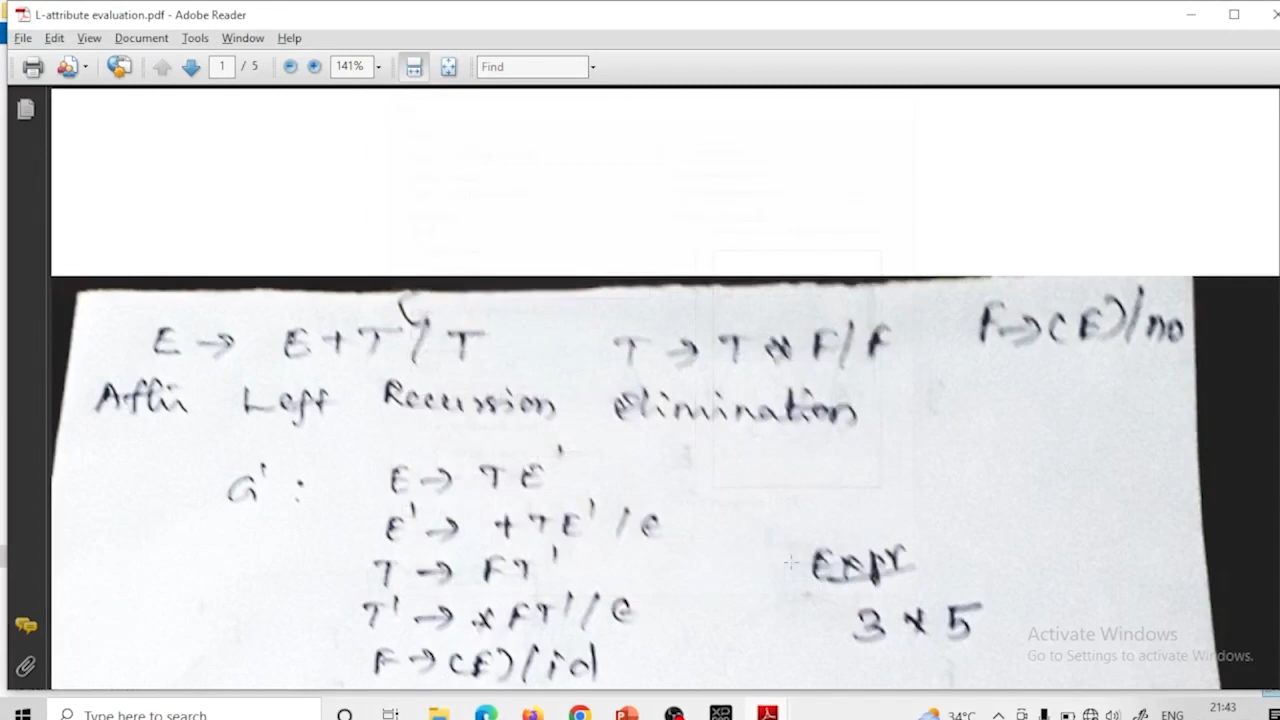 L-attribute evaluation.pdf - Adobe Reader
File Edit View Document Tools Window Help
1 / 5 141% Find
E → E+T / T T → T * F / F F → (E) / no
After Left Recursion elimination
G' : E → TE'
E' → +TE' / ε
T → FT'
T' → *FT' / ε
F → (E) / id
Expr
3 * 5
Activate Windows
Go to Settings to activate Windows.
Type here to search 34°C ENG 21:43